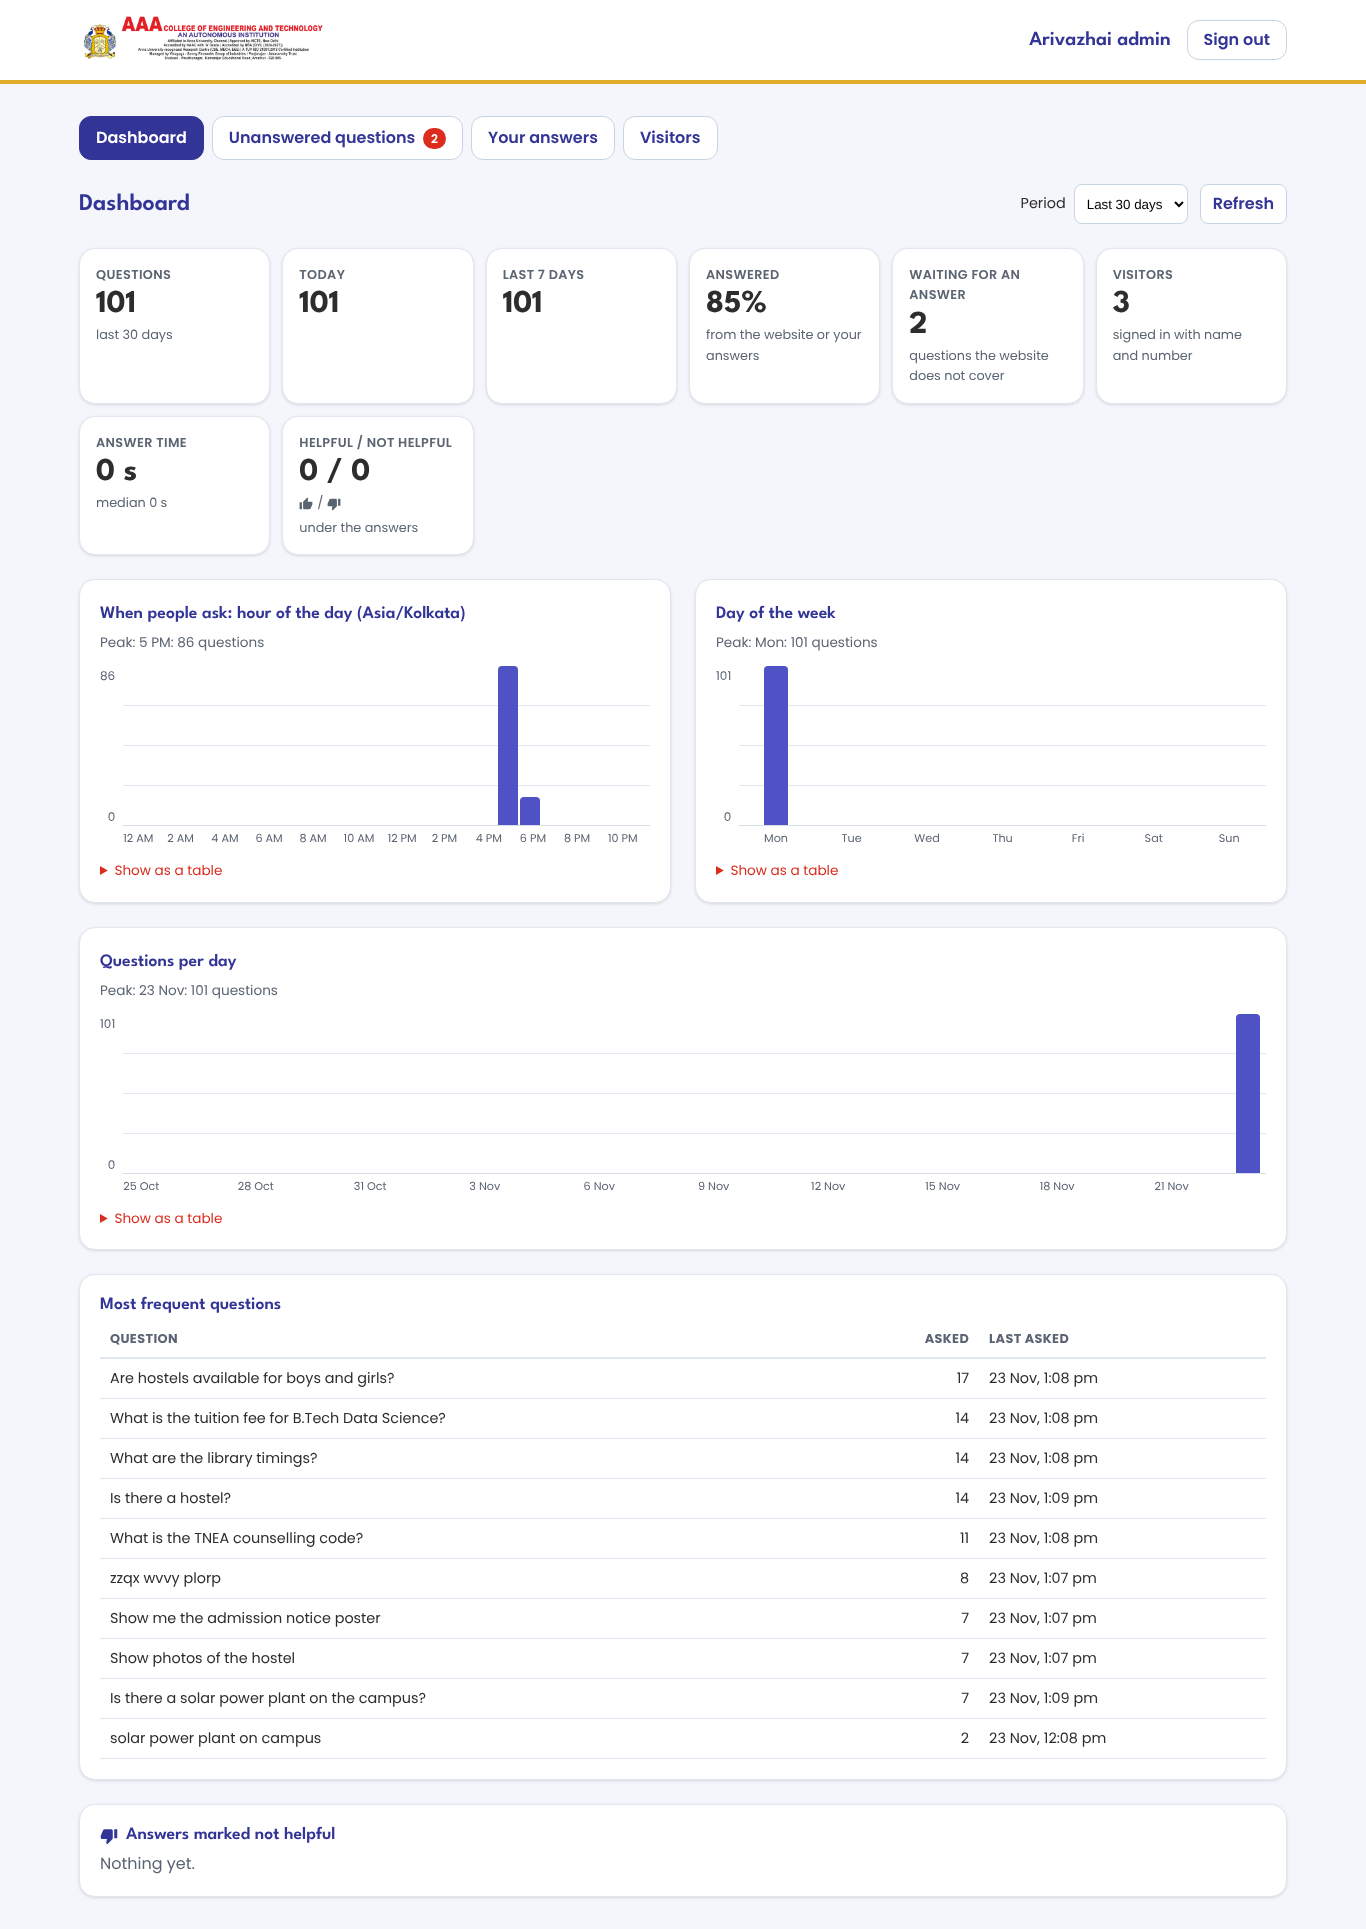 AAA COLLEGE OF ENGINEERING AND TECHNOLOGY
AN AUTONOMOUS INSTITUTION
Arivazhai admin
Sign out
Dashboard
Unanswered questions 2
Your answers
Visitors
Dashboard
Period
Last 30 days
Refresh
QUESTIONS
101
last 30 days
TODAY
101
LAST 7 DAYS
101
ANSWERED
85%
from the website or your
answers
WAITING FOR AN
ANSWER
2
questions the website
does not cover
VISITORS
3
signed in with name
and number
ANSWER TIME
0 s
median 0 s
HELPFUL / NOT HELPFUL
0 / 0
/
under the answers
When people ask: hour of the day (Asia/Kolkata)
Peak: 5 PM: 86 questions
86
0
12 AM 2 AM 4 AM 6 AM 8 AM 10 AM 12 PM 2 PM 4 PM 6 PM 8 PM 10 PM
Show as a table
Day of the week
Peak: Mon: 101 questions
101
0
Mon Tue Wed Thu Fri Sat Sun
Show as a table
Questions per day
Peak: 23 Nov: 101 questions
101
0
25 Oct 28 Oct 31 Oct 3 Nov 6 Nov 9 Nov 12 Nov 15 Nov 18 Nov 21 Nov
Show as a table
Most frequent questions
QUESTION ASKED LAST ASKED
Are hostels available for boys and girls? 17 23 Nov, 1:08 pm
What is the tuition fee for B.Tech Data Science? 14 23 Nov, 1:08 pm
What are the library timings? 14 23 Nov, 1:08 pm
Is there a hostel? 14 23 Nov, 1:09 pm
What is the TNEA counselling code? 11 23 Nov, 1:08 pm
zzqx wvvy plorp 8 23 Nov, 1:07 pm
Show me the admission notice poster 7 23 Nov, 1:07 pm
Show photos of the hostel 7 23 Nov, 1:07 pm
Is there a solar power plant on the campus? 7 23 Nov, 1:09 pm
solar power plant on campus 2 23 Nov, 12:08 pm
Answers marked not helpful
Nothing yet.